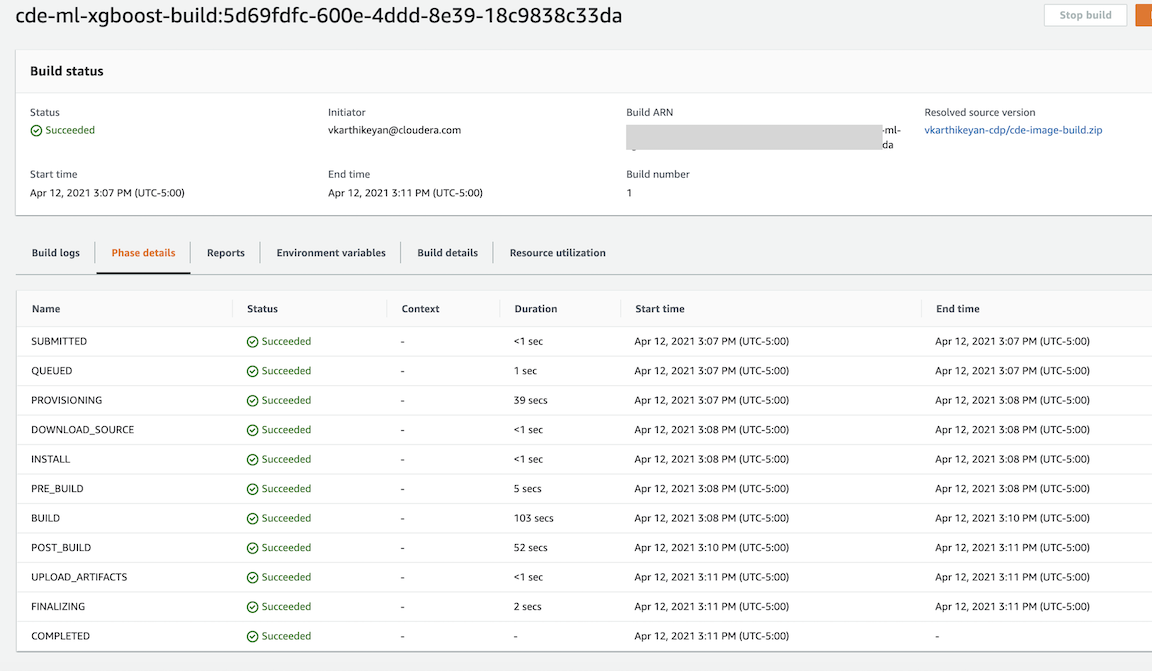 cde-ml-xgboost-build:5d69fdfc-600e-4ddd-8e39-18c9838c33da Stop build
Build status
Status Initiator Build ARN Resolved source version
Succeeded vkarthikeyan@cloudera.com -ml- vkarthikeyan-cdp/cde-image-build.zip
da
Start time End time Build number
Apr 12, 2021 3:07 PM (UTC-5:00) Apr 12, 2021 3:11 PM (UTC-5:00) 1
Build logs Phase details Reports Environment variables Build details Resource utilization
Name Status Context Duration Start time End time
SUBMITTED Succeeded - <1 sec Apr 12, 2021 3:07 PM (UTC-5:00) Apr 12, 2021 3:07 PM (UTC-5:00)
QUEUED Succeeded - 1 sec Apr 12, 2021 3:07 PM (UTC-5:00) Apr 12, 2021 3:07 PM (UTC-5:00)
PROVISIONING Succeeded - 39 secs Apr 12, 2021 3:07 PM (UTC-5:00) Apr 12, 2021 3:08 PM (UTC-5:00)
DOWNLOAD_SOURCE Succeeded - <1 sec Apr 12, 2021 3:08 PM (UTC-5:00) Apr 12, 2021 3:08 PM (UTC-5:00)
INSTALL Succeeded - <1 sec Apr 12, 2021 3:08 PM (UTC-5:00) Apr 12, 2021 3:08 PM (UTC-5:00)
PRE_BUILD Succeeded - 5 secs Apr 12, 2021 3:08 PM (UTC-5:00) Apr 12, 2021 3:08 PM (UTC-5:00)
BUILD Succeeded - 103 secs Apr 12, 2021 3:08 PM (UTC-5:00) Apr 12, 2021 3:10 PM (UTC-5:00)
POST_BUILD Succeeded - 52 secs Apr 12, 2021 3:10 PM (UTC-5:00) Apr 12, 2021 3:11 PM (UTC-5:00)
UPLOAD_ARTIFACTS Succeeded - <1 sec Apr 12, 2021 3:11 PM (UTC-5:00) Apr 12, 2021 3:11 PM (UTC-5:00)
FINALIZING Succeeded - 2 secs Apr 12, 2021 3:11 PM (UTC-5:00) Apr 12, 2021 3:11 PM (UTC-5:00)
COMPLETED Succeeded - - Apr 12, 2021 3:11 PM (UTC-5:00) -